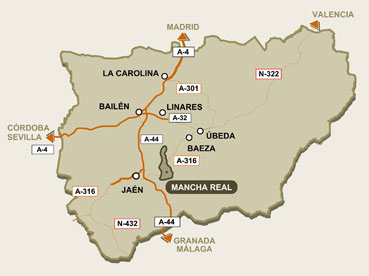 VALENCIA
MADRID
A-4
LA CAROLINA
N-322
A-301
BAILÉN
LINARES
A-32
CÓRDOBA
SEVILLA
A-4
A-44
ÚBEDA
BAEZA
A-316
A-316
JAÉN
MANCHA REAL
N-432
A-44
GRANADA
MÁLAGA